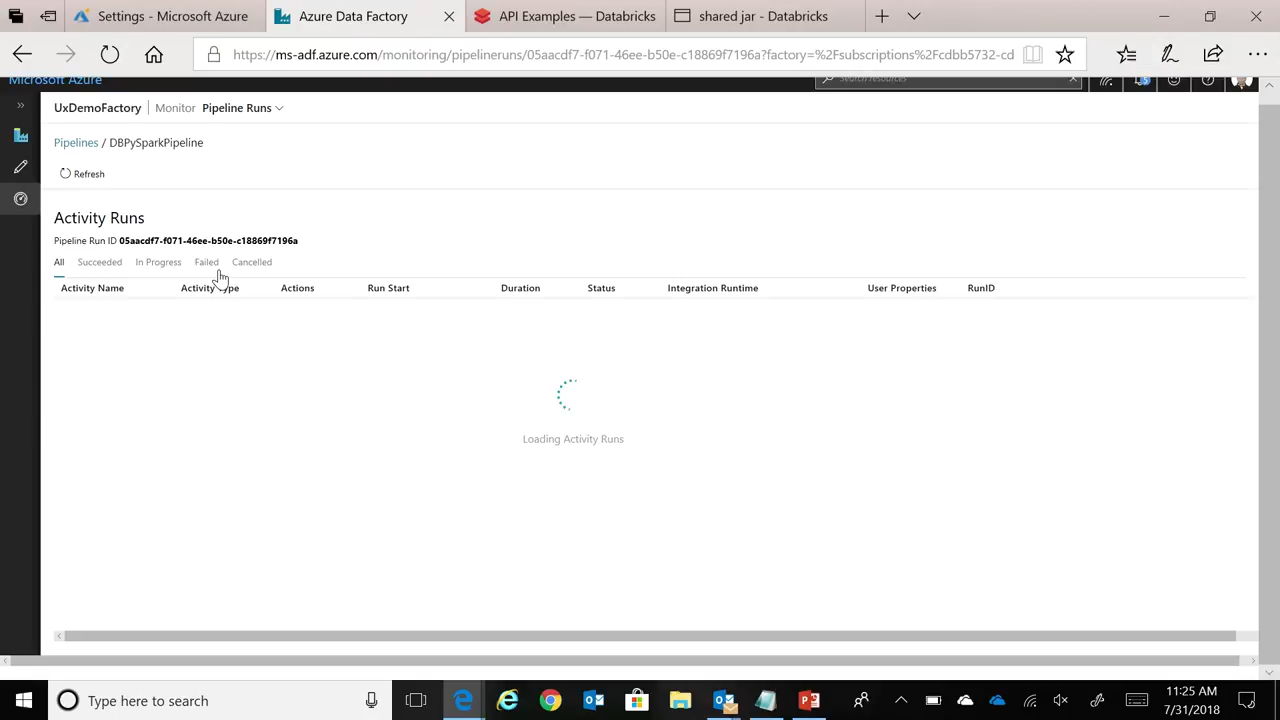 Settings - Microsoft Azure
Azure Data Factory
API Examples — Databricks
shared jar - Databricks
https://ms-adf.azure.com/monitoring/pipelineruns/05aacdf7-f071-46ee-b50e-c18869f7196a?factory=%2Fsubscriptions%2Fcdbb5732-cd
Microsoft Azure
Search resources
5
UxDemoFactory
Monitor
Pipeline Runs
Pipelines / DBPySparkPipeline
Refresh
Activity Runs
Pipeline Run ID 05aacdf7-f071-46ee-b50e-c18869f7196a
All
Succeeded
In Progress
Failed
Cancelled
Activity Name
Activity Type
Actions
Run Start
Duration
Status
Integration Runtime
User Properties
RunID
Loading Activity Runs
Type here to search
11:25 AM
7/31/2018